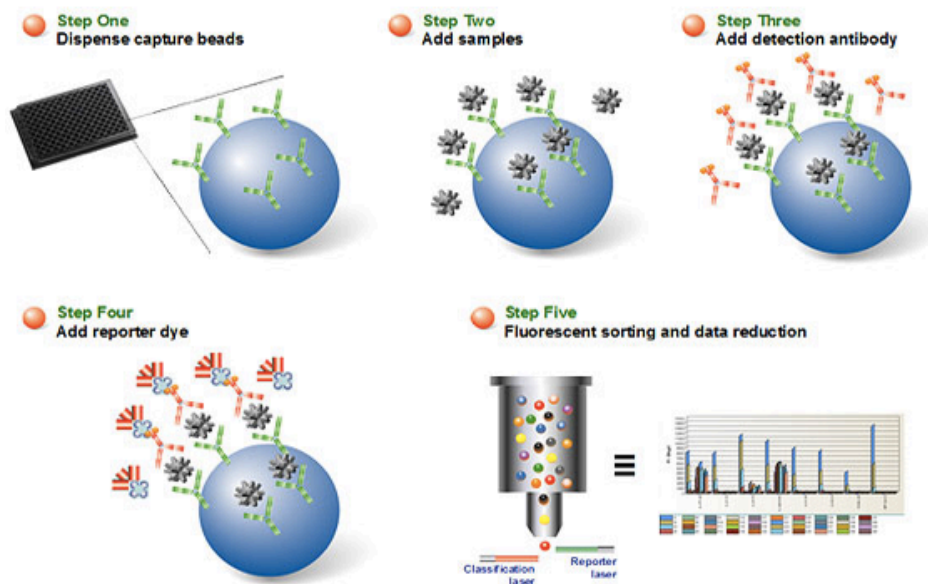 Step One
Dispense capture beads
Step Two
Add samples
Step Three
Add detection antibody
Step Four
Add reporter dye
Step Five
Fluorescent sorting and data reduction
Classification
laser
Reporter
laser